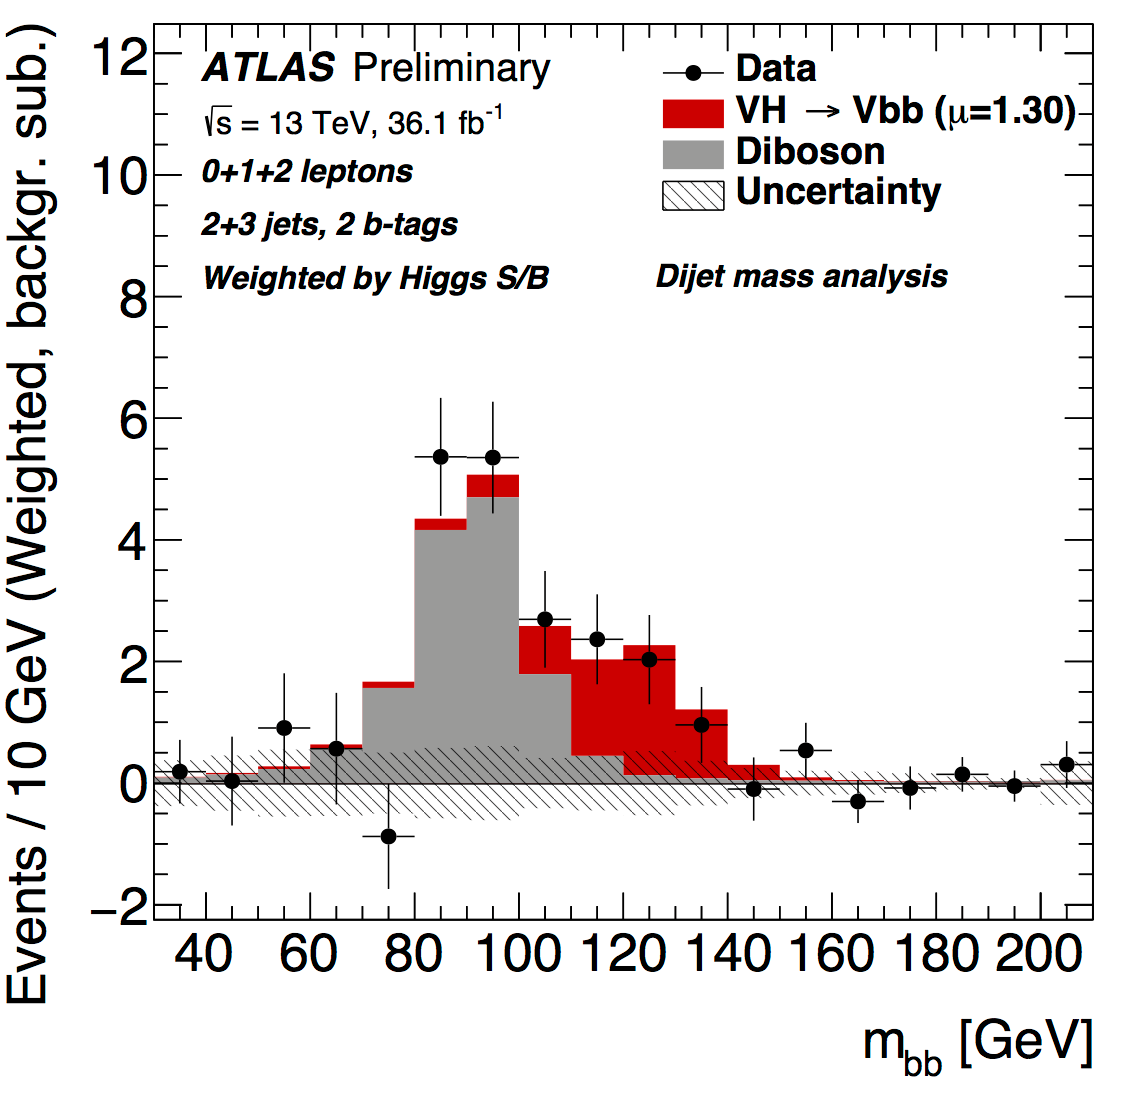 ATLAS Preliminary
√s = 13 TeV, 36.1 fb-1
0+1+2 leptons
2+3 jets, 2 b-tags
Weighted by Higgs S/B
Data
VH → Vbb (μ=1.30)
Diboson
Uncertainty
Dijet mass analysis
Events / 10 GeV (Weighted, backgr. sub.)
12
10
8
6
4
2
0
−2
40 60 80 100 120 140 160 180 200
mbb [GeV]